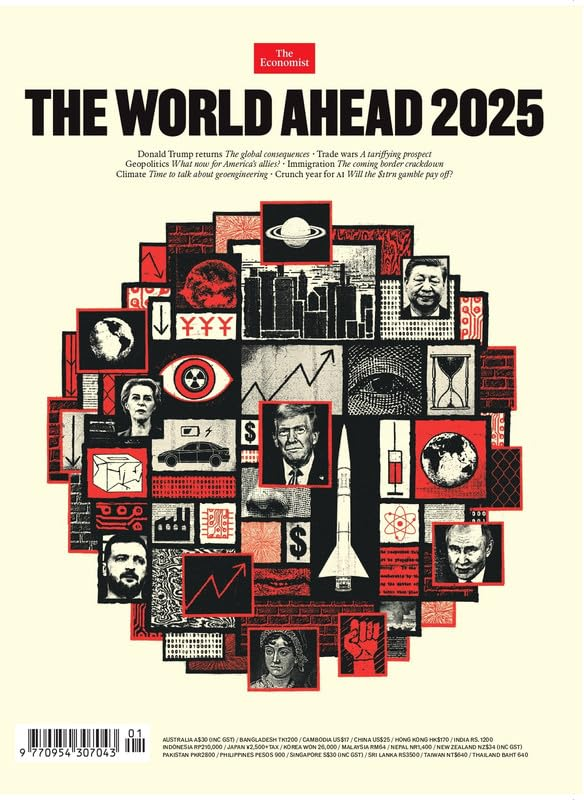 The
Economist
THE WORLD AHEAD 2025
Donald Trump returns The global consequences · Trade wars A tariffying prospect
Geopolitics What now for America's allies? · Immigration The coming border crackdown
Climate Time to talk about geoengineering · Crunch year for AI Will the $1trn gamble pay off?
¥¥¥
$
$
01
9 770954 307043
AUSTRALIA A$30 (INC GST) / BANGLADESH TK1200 / CAMBODIA US$17 / CHINA US$25 / HONG KONG HK$170 / INDIA RS. 1200
INDONESIA RP210,000 / JAPAN ¥2,500+TAX / KOREA WON 26,000 / MALAYSIA RM64 / NEPAL NR1,400 / NEW ZEALAND NZ$34 (INC GST)
PAKISTAN PKR2800 / PHILIPPINES PESOS 900 / SINGAPORE S$30 (INC GST) / SRI LANKA RS3500 / TAIWAN NT$640 / THAILAND BAHT 640